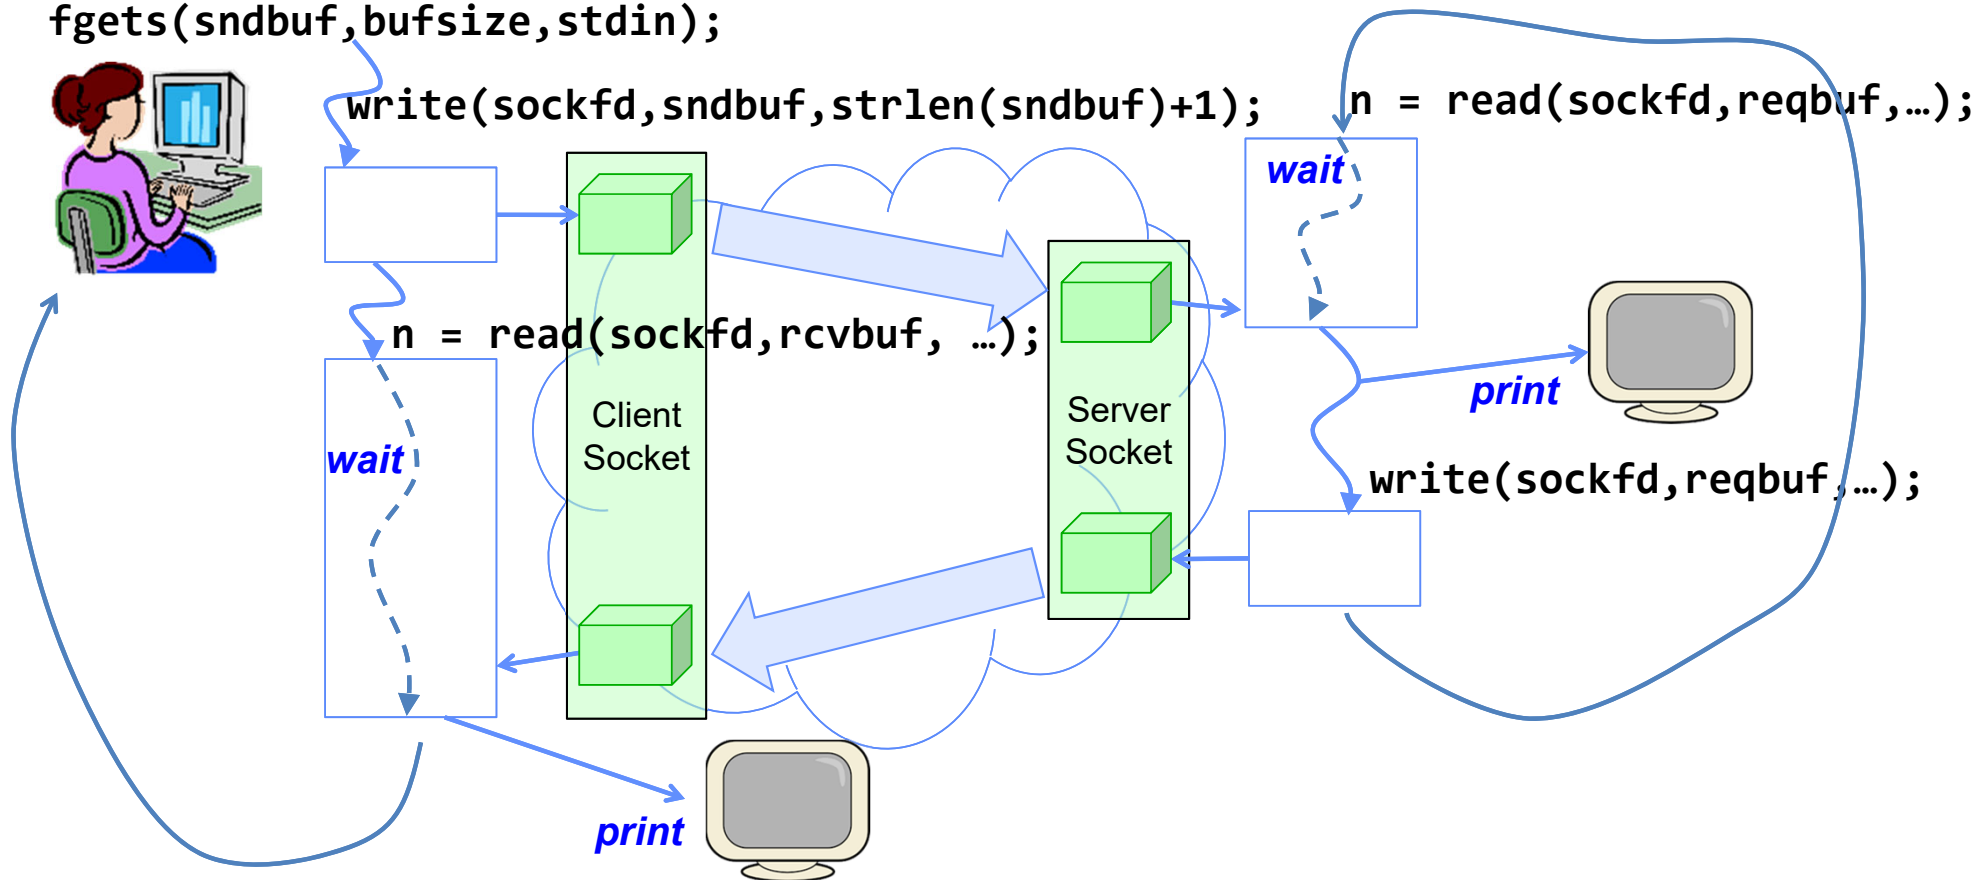 fgets(sndbuf,bufsize,stdin);
write(sockfd,sndbuf,strlen(sndbuf)+1);
n = read(sockfd,reqbuf,…);
wait
n = read(sockfd,rcvbuf, …);
print
Client
Socket
Server
Socket
wait
write(sockfd,reqbuf,…);
print